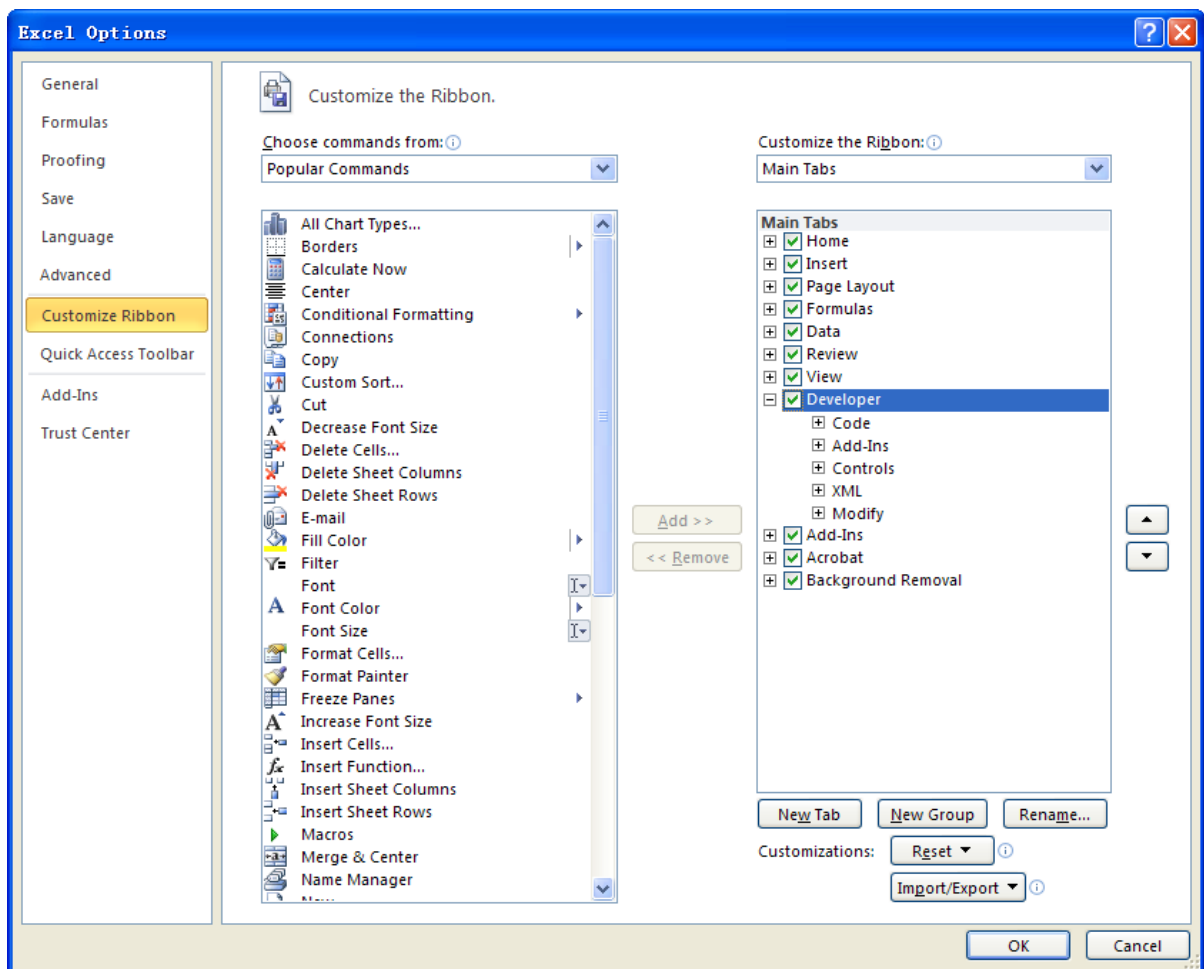 Excel Options
General
Formulas
Proofing
Save
Language
Advanced
Customize Ribbon
Quick Access Toolbar
Add-Ins
Trust Center
Customize the Ribbon.
Choose commands from:
Popular Commands
All Chart Types...
Borders
Calculate Now
Center
Conditional Formatting
Connections
Copy
Custom Sort...
Cut
Decrease Font Size
Delete Cells...
Delete Sheet Columns
Delete Sheet Rows
E-mail
Fill Color
Filter
Font
Font Color
Font Size
Format Cells...
Format Painter
Freeze Panes
Increase Font Size
Insert Cells...
Insert Function...
Insert Sheet Columns
Insert Sheet Rows
Macros
Merge & Center
Name Manager
Add >>
<< Remove
Customize the Ribbon:
Main Tabs
Main Tabs
Home
Insert
Page Layout
Formulas
Data
Review
View
Developer
Code
Add-Ins
Controls
XML
Modify
Add-Ins
Acrobat
Background Removal
New Tab
New Group
Rename...
Customizations:
Reset
Import/Export
OK
Cancel